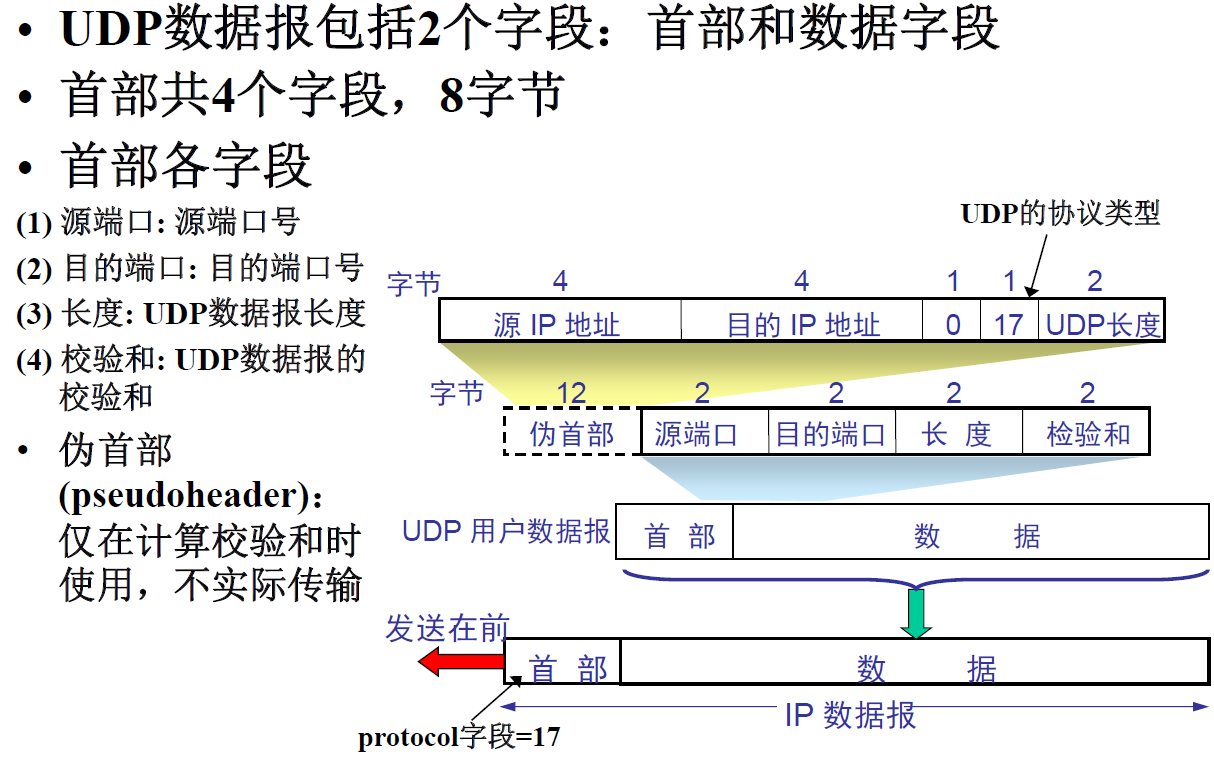 • UDP数据报包括2个字段：首部和数据字段
• 首部共4个字段，8字节
• 首部各字段
(1) 源端口: 源端口号
(2) 目的端口: 目的端口号
(3) 长度: UDP数据报长度
(4) 校验和: UDP数据报的
校验和
• 伪首部
(pseudoheader)：
仅在计算校验和时
使用，不实际传输
UDP的协议类型
字节 4 4 1 1 2
源 IP 地址 目的 IP 地址 0 17 UDP长度
字节 12 2 2 2 2
伪首部 源端口 目的端口 长 度 检验和
UDP 用户数据报 首 部 数 据
发送在前
首 部 数 据
IP 数据报
protocol字段=17